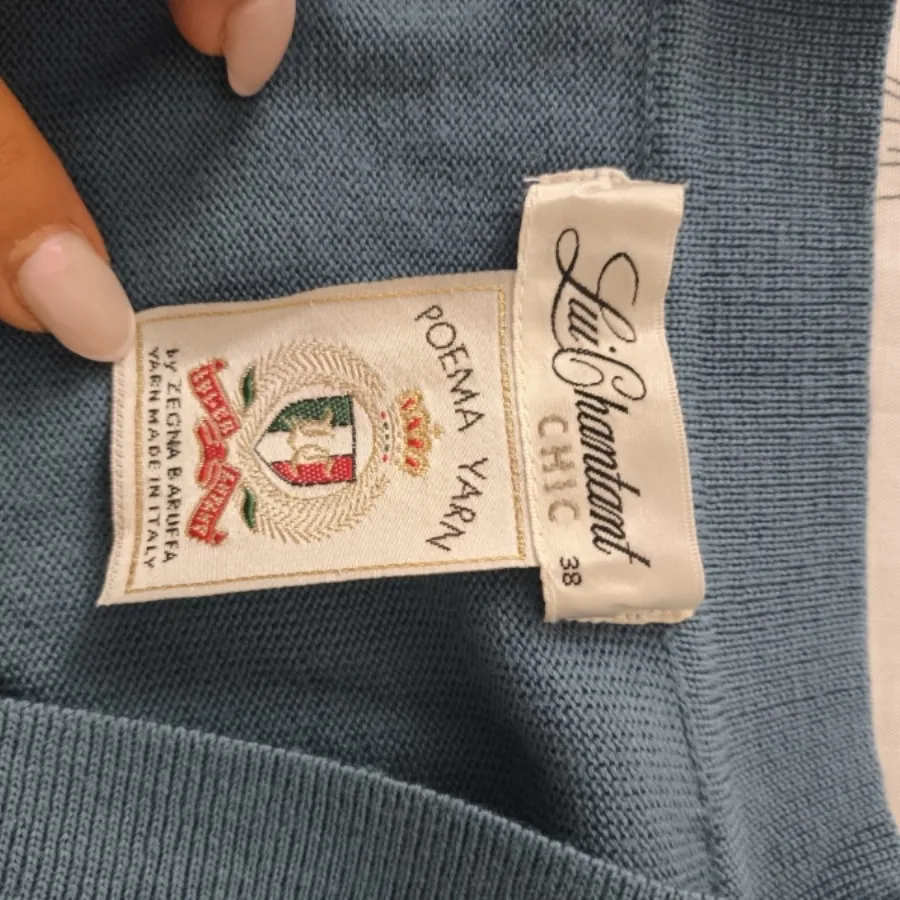 Lui Chantant
CHIC
38
POEMA YARN
by ZEGNA BARUFFA
YARN MADE IN ITALY